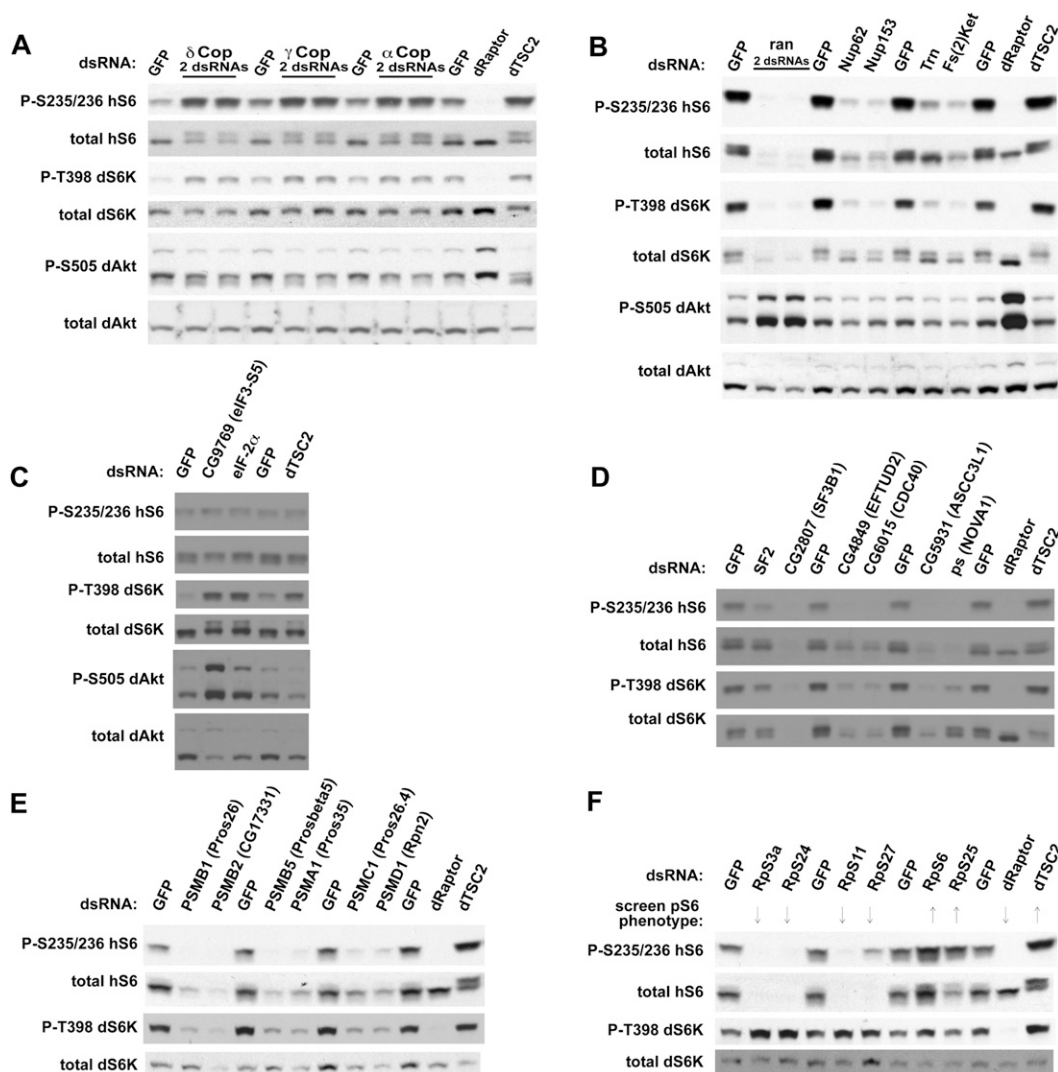 A
dsRNA:
GFP
δ Cop
2 dsRNAs
GFP
γ Cop
2 dsRNAs
GFP
α Cop
2 dsRNAs
GFP
dRaptor
dTSC2
P-S235/236 hS6
total hS6
P-T398 dS6K
total dS6K
P-S505 dAkt
total dAkt
B
dsRNA:
GFP
ran
2 dsRNAs
GFP
Nup62
Nup153
GFP
Trn
Fs(2)Ket
GFP
dRaptor
dTSC2
P-S235/236 hS6
total hS6
P-T398 dS6K
total dS6K
P-S505 dAkt
total dAkt
C
dsRNA:
GFP
CG9769 (eIF3-S5)
eIF-2α
GFP
dTSC2
P-S235/236 hS6
total hS6
P-T398 dS6K
total dS6K
P-S505 dAkt
total dAkt
D
dsRNA:
GFP
SF2
CG2807 (SF3B1)
GFP
CG4849 (EFTUD2)
CG6015 (CDC40)
GFP
CG5931 (ASCC3L1)
ps (NOVA1)
GFP
dRaptor
dTSC2
P-S235/236 hS6
total hS6
P-T398 dS6K
total dS6K
E
dsRNA:
GFP
PSMB1 (Pros26)
PSMB2 (CG17331)
GFP
PSMB5 (Prosbeta5)
PSMA1 (Pros35)
GFP
PSMC1 (Pros26.4)
PSMD1 (Rpn2)
GFP
dRaptor
dTSC2
P-S235/236 hS6
total hS6
P-T398 dS6K
total dS6K
F
dsRNA:
GFP
RpS3a
RpS24
GFP
RpS11
RpS27
GFP
RpS6
RpS25
GFP
dRaptor
dTSC2
screen pS6
phenotype: ↓ ↓ ↓ ↓ ↑ ↑ ↓ ↑
P-S235/236 hS6
total hS6
P-T398 dS6K
total dS6K